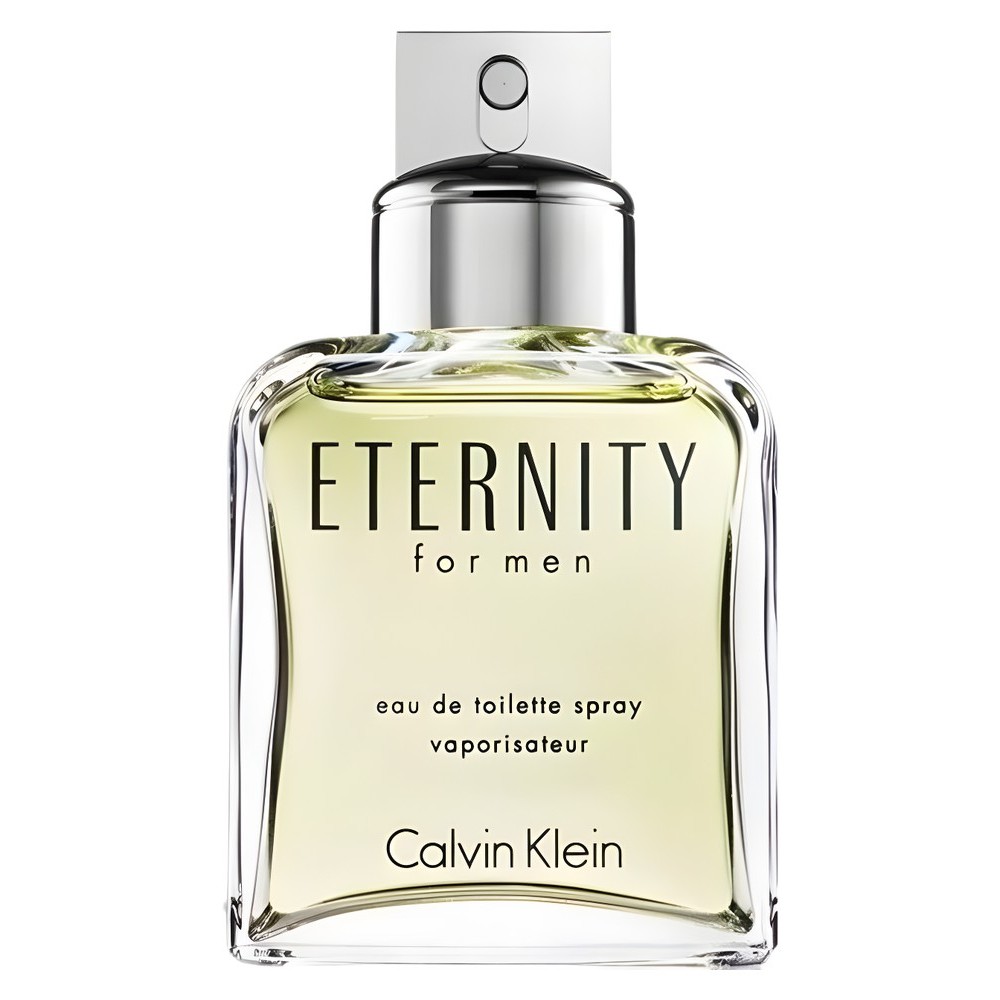 ETERNITY
for men
eau de toilette spray
vaporisateur
Calvin Klein